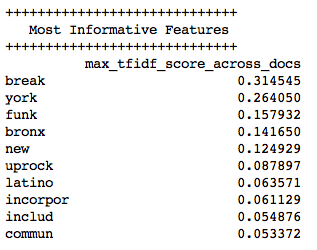 +++++++++++++++++++++++++++++
Most Informative Features
+++++++++++++++++++++++++++++
max_tfidf_score_across_docs
break 0.314545
york 0.264050
funk 0.157932
bronx 0.141650
new 0.124929
uprock 0.087897
latino 0.063571
incorpor 0.061129
includ 0.054876
commun 0.053372